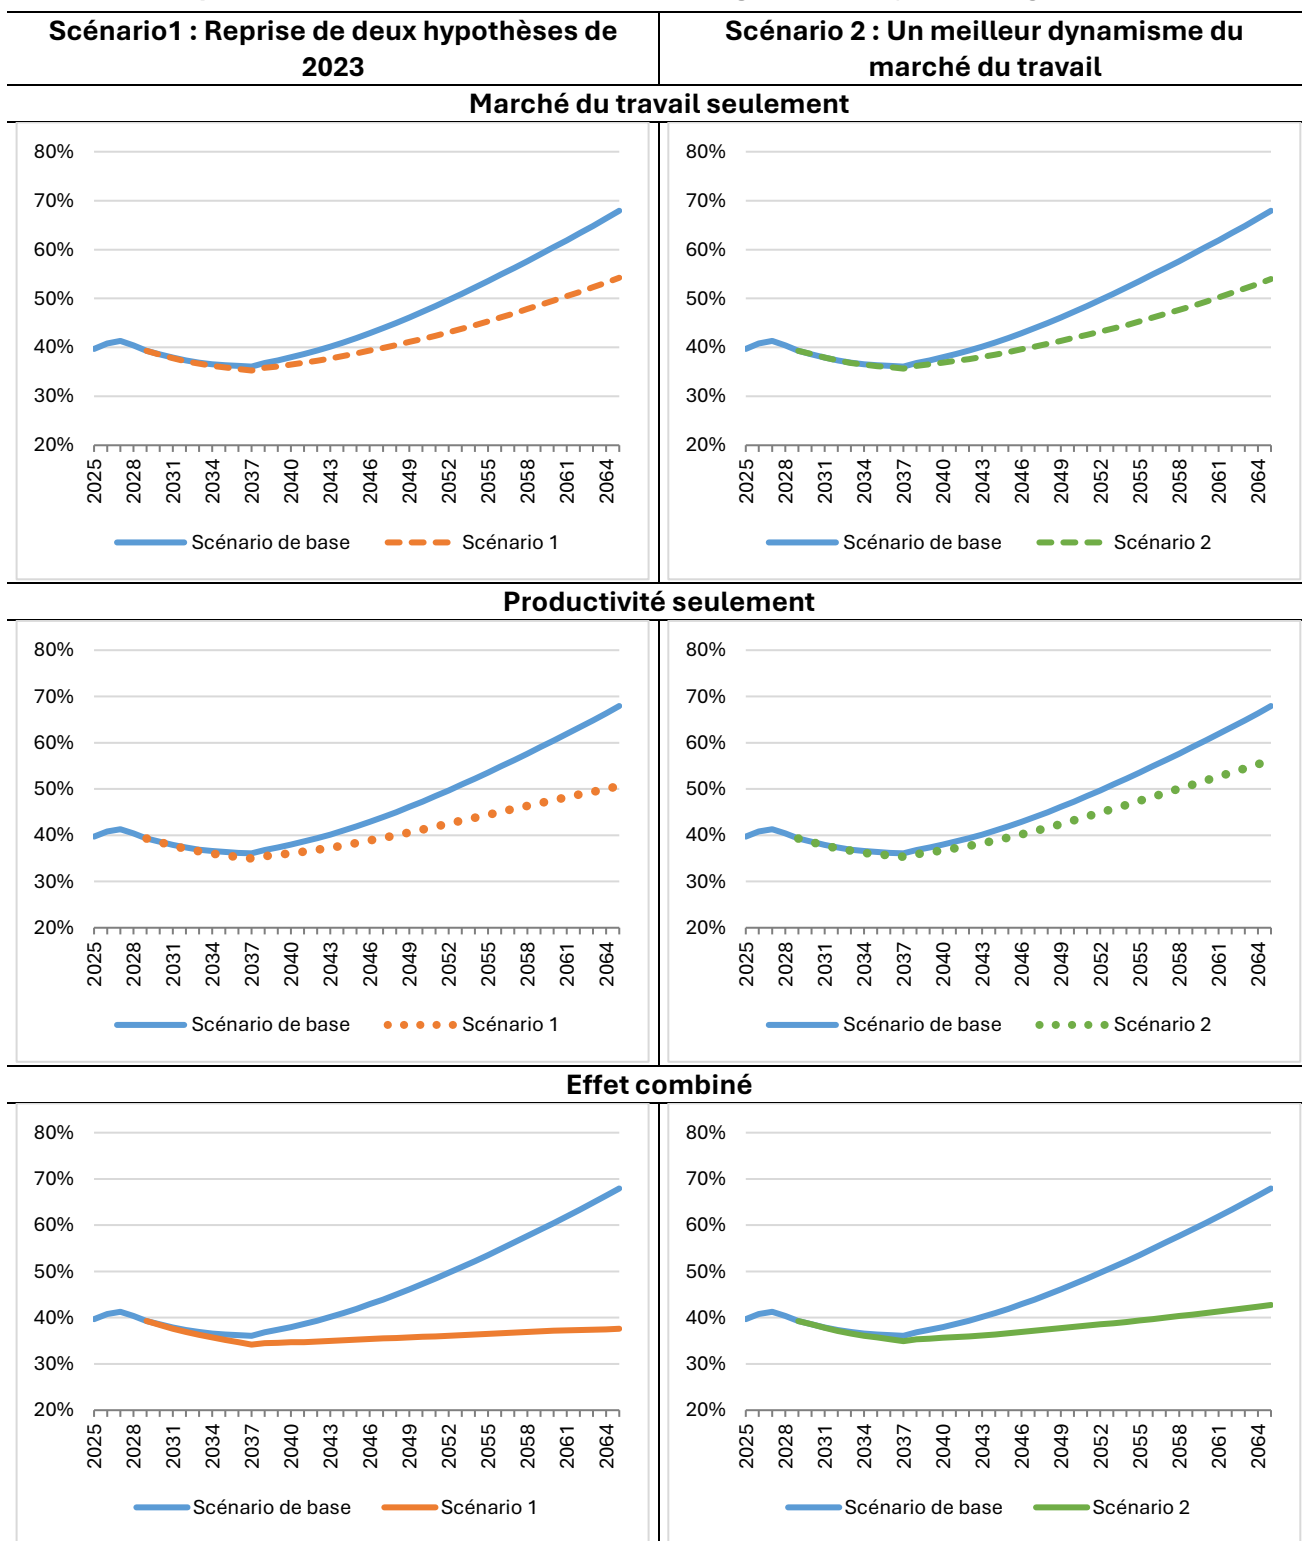 Scénario1 : Reprise de deux hypothèses de
2023
Scénario 2 : Un meilleur dynamisme du
marché du travail
Marché du travail seulement
80%
70%
60%
50%
40%
30%
20%
2025 2028 2031 2034 2037 2040 2043 2046 2049 2052 2055 2058 2061 2064
Scénario de base Scénario 1
80%
70%
60%
50%
40%
30%
20%
2025 2028 2031 2034 2037 2040 2043 2046 2049 2052 2055 2058 2061 2064
Scénario de base Scénario 2
Productivité seulement
80%
70%
60%
50%
40%
30%
20%
2025 2028 2031 2034 2037 2040 2043 2046 2049 2052 2055 2058 2061 2064
Scénario de base Scénario 1
80%
70%
60%
50%
40%
30%
20%
2025 2028 2031 2034 2037 2040 2043 2046 2049 2052 2055 2058 2061 2064
Scénario de base Scénario 2
Effet combiné
80%
70%
60%
50%
40%
30%
20%
2025 2028 2031 2034 2037 2040 2043 2046 2049 2052 2055 2058 2061 2064
Scénario de base Scénario 1
80%
70%
60%
50%
40%
30%
20%
2025 2028 2031 2034 2037 2040 2043 2046 2049 2052 2055 2058 2061 2064
Scénario de base Scénario 2